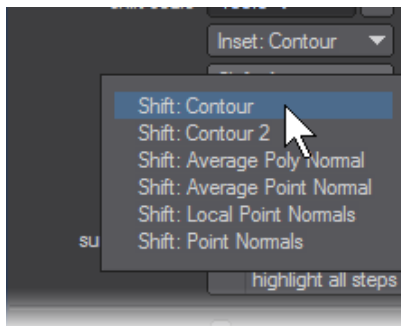 Inset: Contour
Shift: Contour
Shift: Contour 2
Shift: Average Poly Normal
Shift: Average Point Normal
Shift: Local Point Normals
Shift: Point Normals
su
highlight all steps